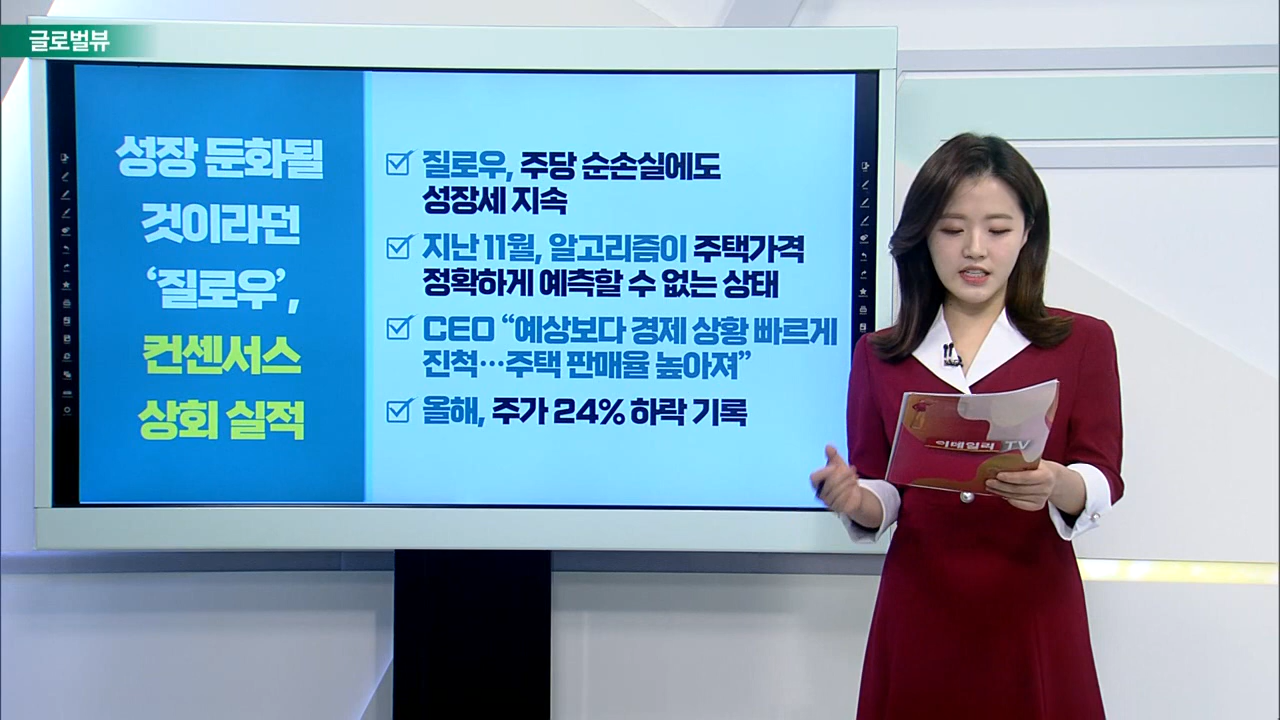 글로벌뷰
성장 둔화될
것이라던
‘질로우’,
컨센서스
상회 실적
질로우, 주당 순손실에도
성장세 지속
지난 11월, 알고리즘이 주택가격
정확하게 예측할 수 없는 상태
CEO “예상보다 경제 상황 빠르게
진척…주택 판매율 높아져”
올해, 주가 24% 하락 기록
이데일리 TV